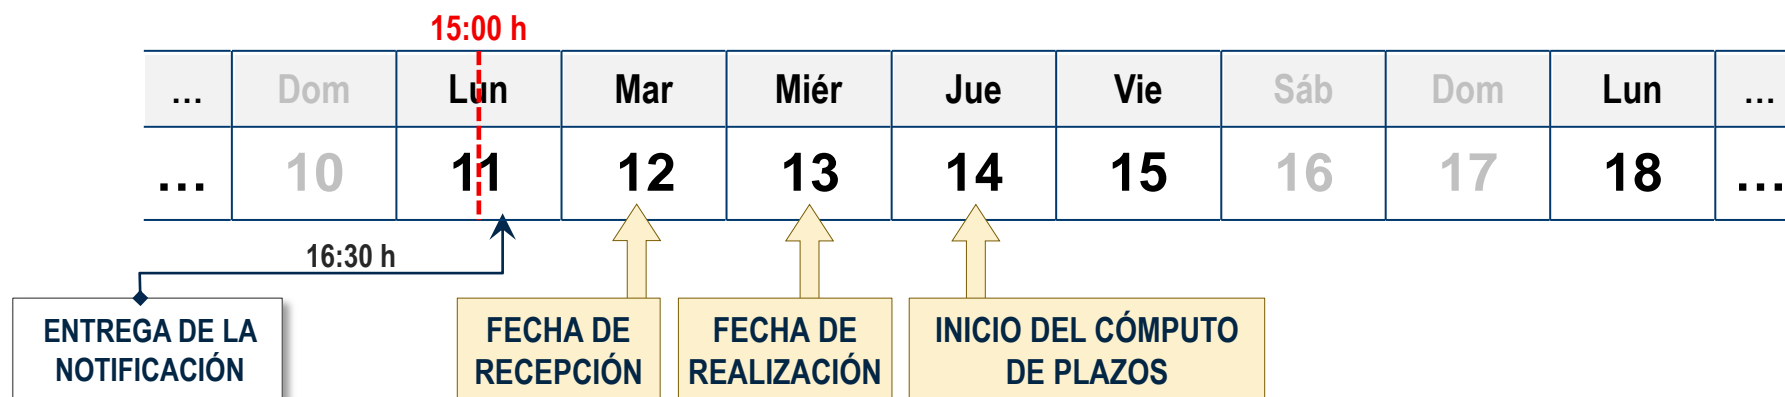 15:00 h
... Dom Lun Mar Miér Jue Vie Sáb Dom Lun ...
... 10 11 12 13 14 15 16 17 18 ...
16:30 h
ENTREGA DE LA
NOTIFICACIÓN
FECHA DE
RECEPCIÓN
FECHA DE
REALIZACIÓN
INICIO DEL CÓMPUTO
DE PLAZOS